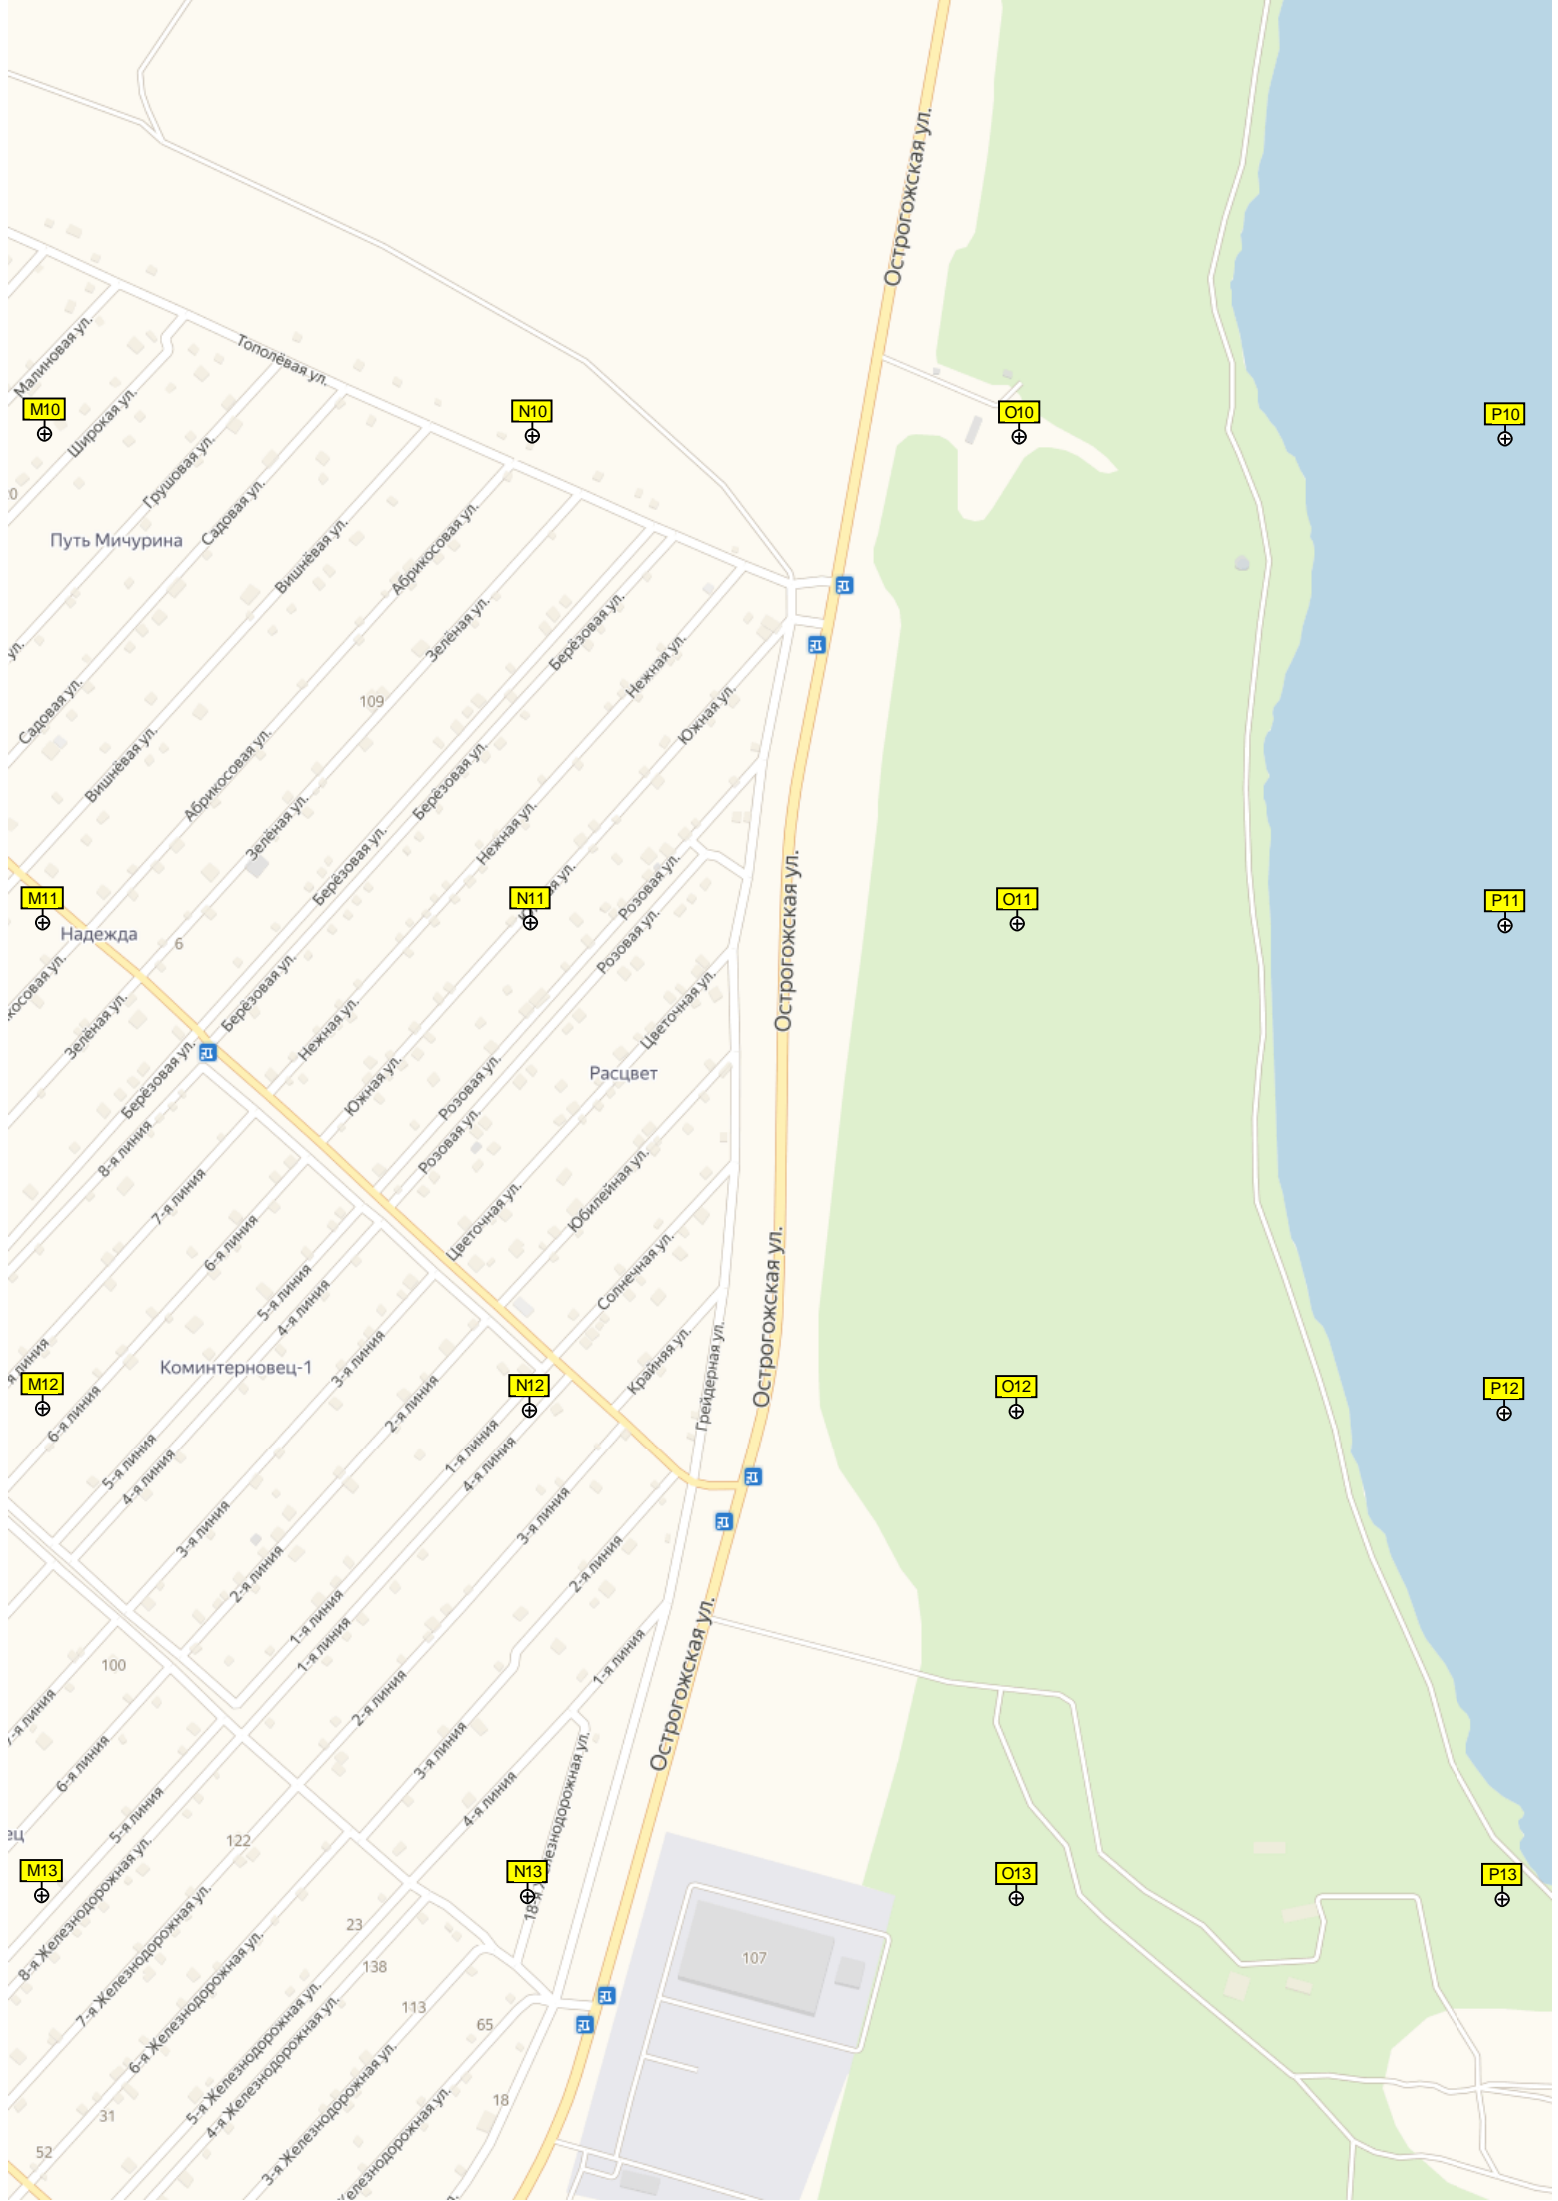 Острогожская ул.
Острогожская ул.
Острогожская ул.
Острогожская ул.
Малиновая ул.
Тополёвая ул.
M10
N10
O10
P10
Широкая ул.
Грушовая ул.
Садовая ул.
Вишнёвая ул.
Абрикосовая ул.
Путь Мичурина
Зелёная ул.
Берёзовая ул.
Нежная ул.
Южная ул.
ул.
Садовая ул.
109
Вишнёвая ул.
Абрикосовая ул.
Берёзовая ул.
Зелёная ул.
Нежная ул.
Берёзовая ул.
Розовая ул.
Розовая ул.
M11
N11
O11
P11
Надежда
6
Зелёная ул.
Берёзовая ул.
Нежная ул.
Цветочная ул.
Берёзовая ул.
Южная ул.
Розовая ул.
Расцвет
8-я линия
Розовая ул.
7-я линия
Юбилейная ул.
6-я линия
Цветочная ул.
Солнечная ул.
5-я линия
4-я линия
Крайняя ул.
Грейдерная ул.
Коминтерновец-1
3-я линия
M12
N12
O12
P12
6-я линия
2-я линия
5-я линия
4-я линия
1-я линия
4-я линия
3-я линия
3-я линия
2-я линия
2-я линия
1-я линия
1-я линия
1-я линия
100
2-я линия
6-я линия
3-я линия
4-я линия
5-я линия
18-я Железнодорожная ул.
122
M13
N13
O13
P13
8-я Железнодорожная ул.
7-я Железнодорожная ул.
23
6-я Железнодорожная ул.
138
107
5-я Железнодорожная ул.
4-я Железнодорожная ул.
113
65
3-я Железнодорожная ул.
18
31
52